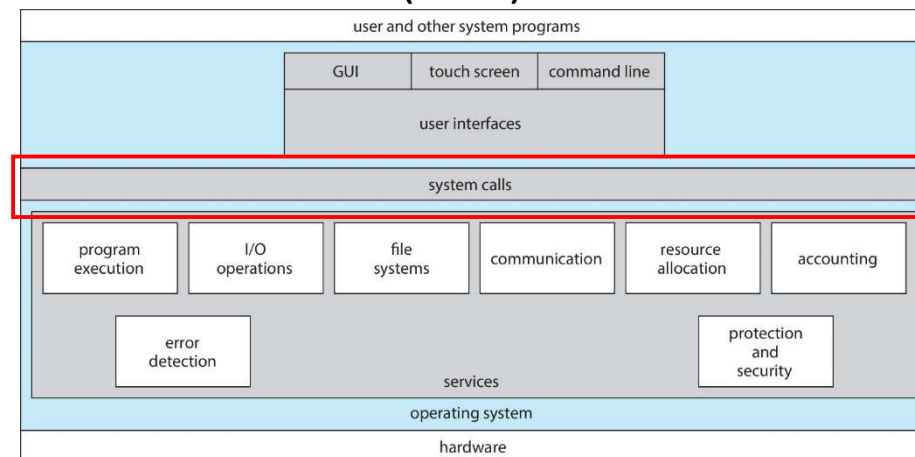 user and other system programs
GUI touch screen command line
user interfaces
system calls
program execution
I/O operations
file systems
communication
resource allocation
accounting
error detection
protection and security
services
operating system
hardware